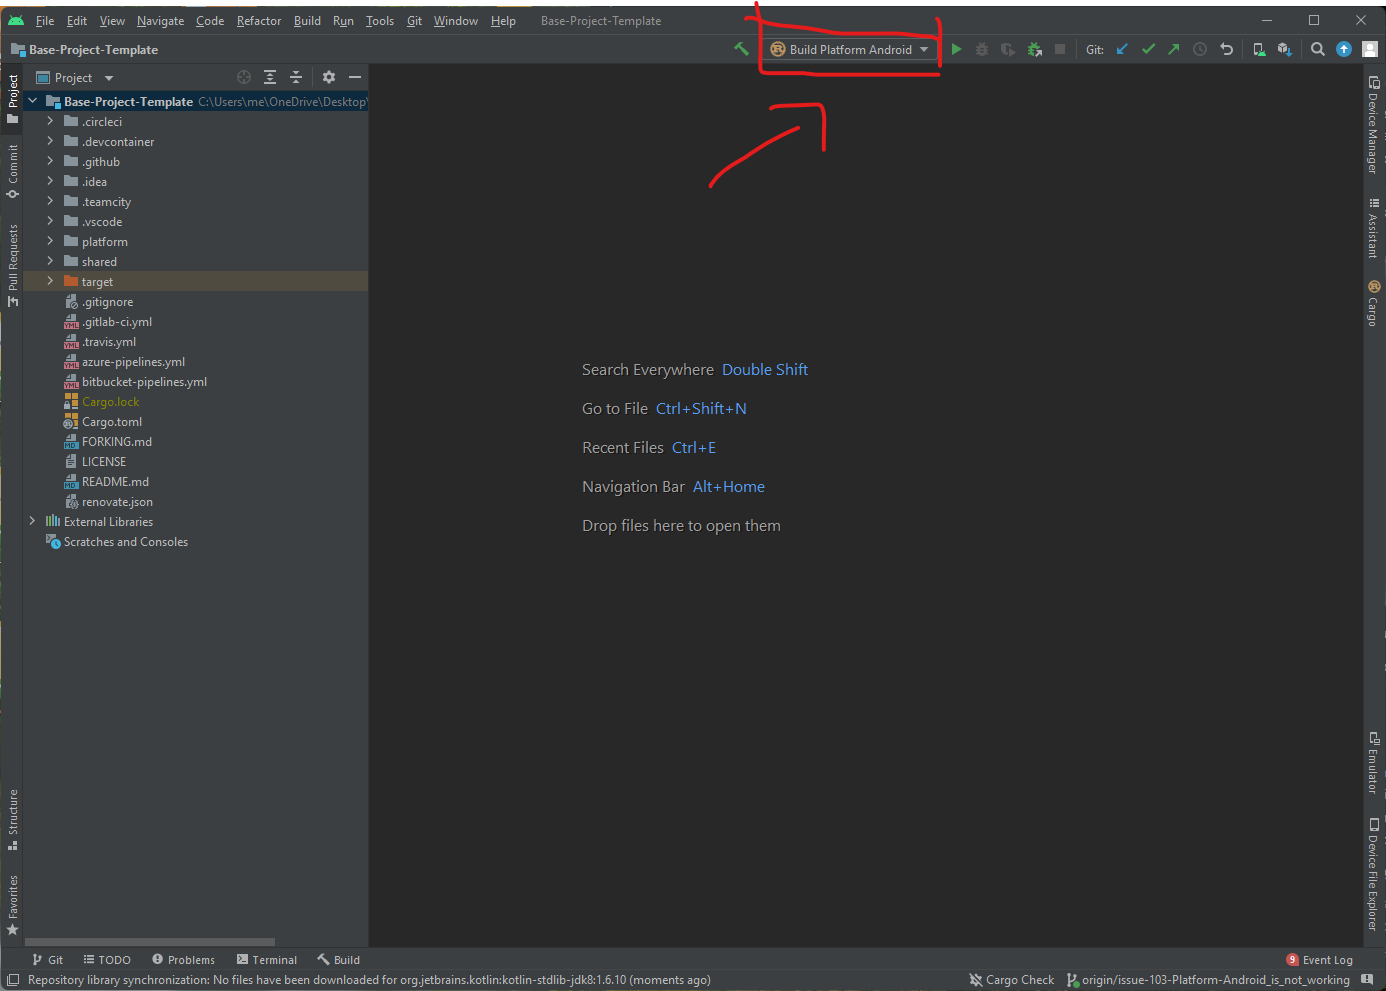 File Edit View Navigate Code Refactor Build Run Tools Git Window Help Base-Project-Template
Base-Project-Template Build Platform Android Git:
Project
Base-Project-Template C:\Users\me\OneDrive\Desktop\
.circleci
.devcontainer
.github
.idea
.teamcity
.vscode
platform
shared
target
.gitignore
.gitlab-ci.yml
.travis.yml
azure-pipelines.yml
bitbucket-pipelines.yml
Cargo.lock
Cargo.toml
FORKING.md
LICENSE
README.md
renovate.json
External Libraries
Scratches and Consoles
Project
Commit
Pull Requests
Structure
Favorites
Search Everywhere Double Shift
Go to File Ctrl+Shift+N
Recent Files Ctrl+E
Navigation Bar Alt+Home
Drop files here to open them
Device Manager
Assistant
Cargo
Emulator
Device File Explorer
Git TODO Problems Terminal Build 9 Event Log
Repository library synchronization: No files have been downloaded for org.jetbrains.kotlin:kotlin-stdlib-jdk8:1.6.10 (moments ago) Cargo Check origin/issue-103-Platform-Android_is_not_working